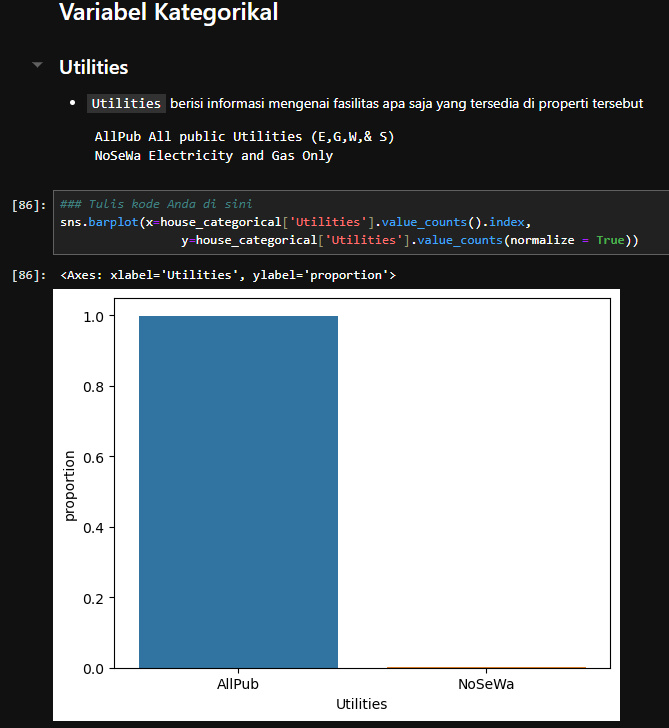 Variabel Kategorikal
Utilities
• Utilities berisi informasi mengenai fasilitas apa saja yang tersedia di properti tersebut
AllPub All public Utilities (E,G,W,& S)
NoSeWa Electricity and Gas Only
[86]: ### Tulis kode Anda di sini
sns.barplot(x=house_categorical['Utilities'].value_counts().index,
y=house_categorical['Utilities'].value_counts(normalize = True))
[86]: <Axes: xlabel='Utilities', ylabel='proportion'>
1.0
0.8
0.6
0.4
0.2
0.0
proportion
AllPub NoSeWa
Utilities